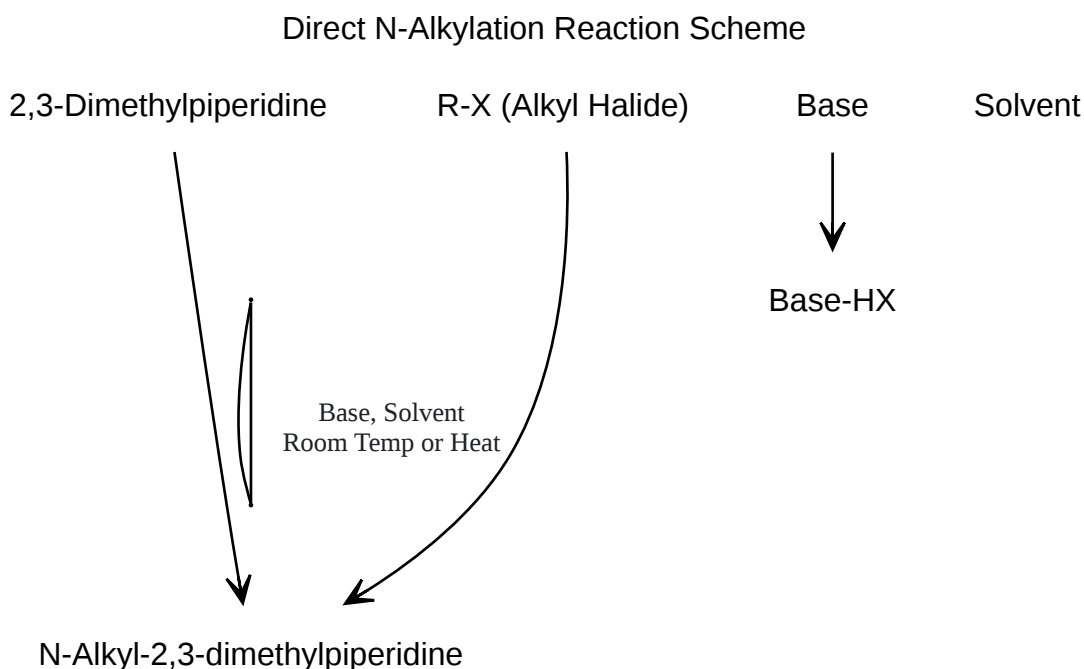 Direct N-Alkylation Reaction Scheme
2,3-Dimethylpiperidine
R-X (Alkyl Halide)
Base
Solvent
Base-HX
Base, Solvent
Room Temp or Heat
N-Alkyl-2,3-dimethylpiperidine